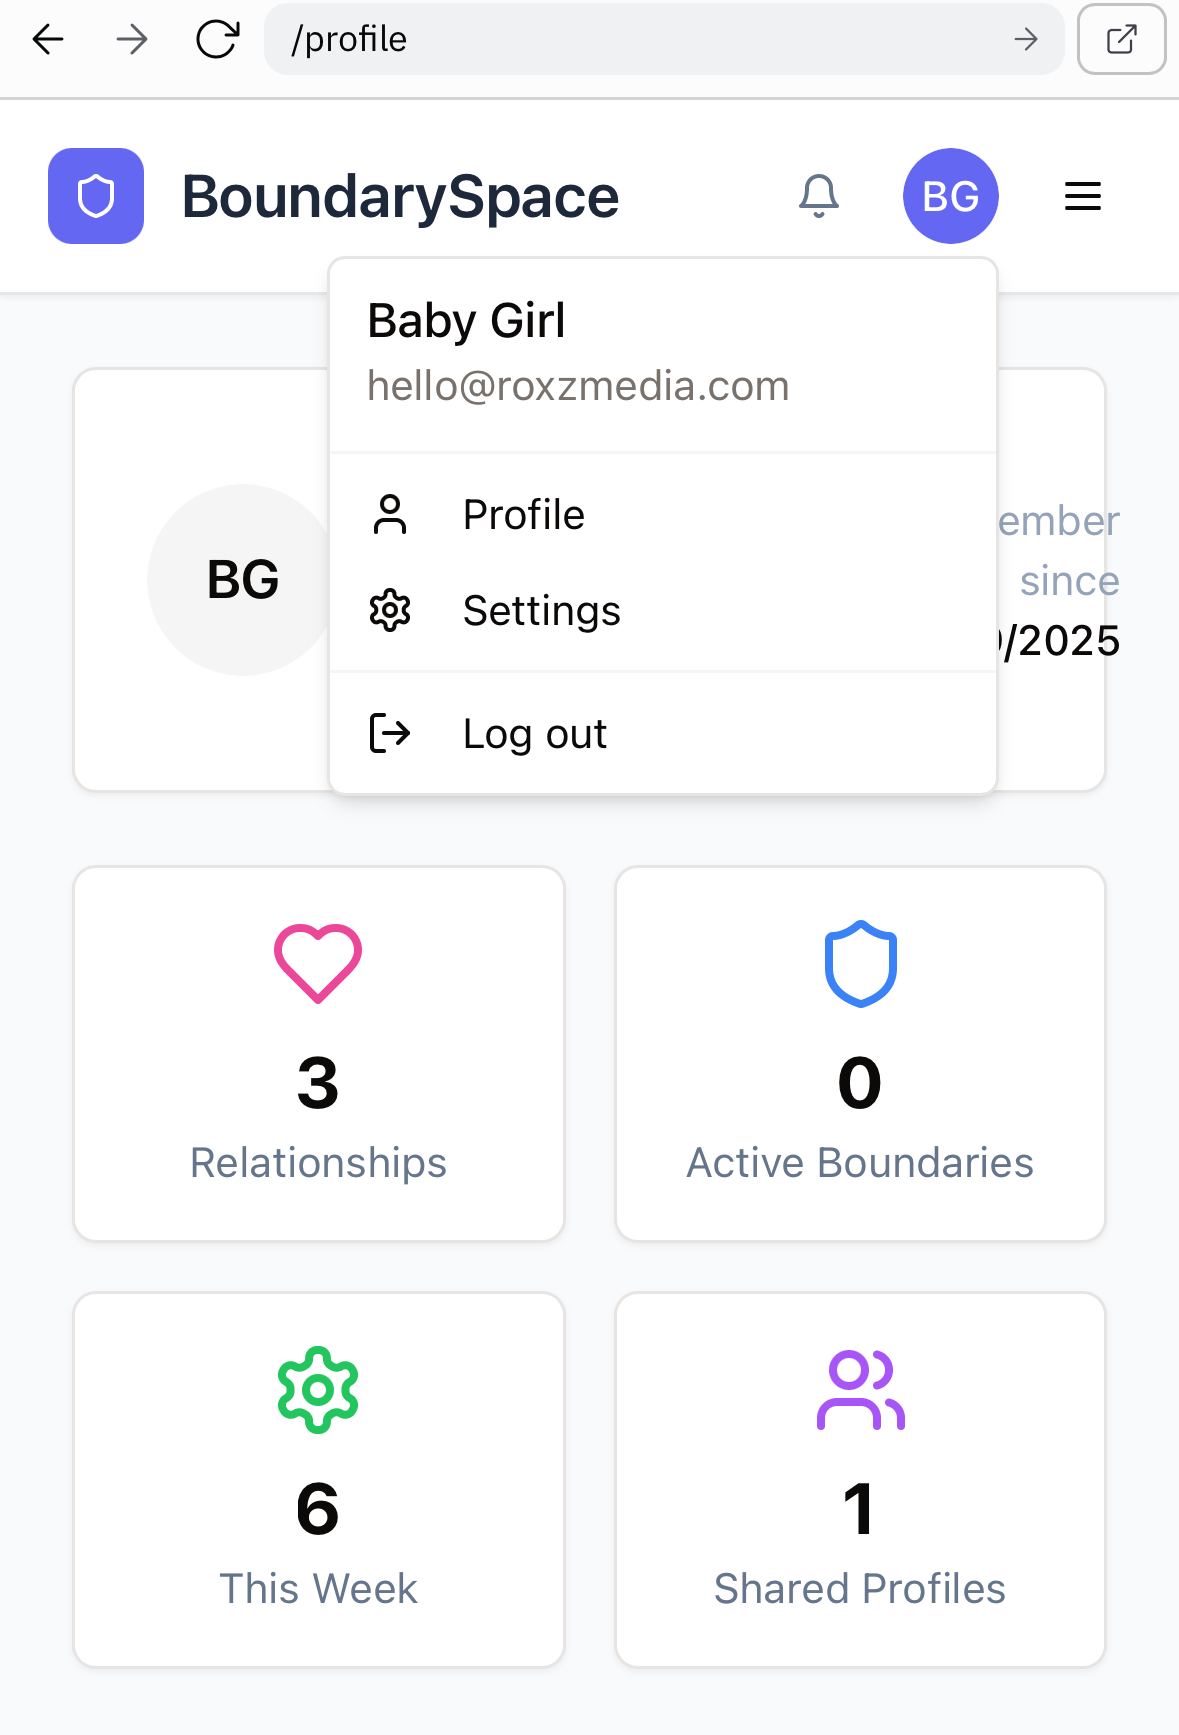 /profile
BoundarySpace
BG
Baby Girl
hello@roxzmedia.com
Profile
Settings
Log out
BG
since
/2025
3
Relationships
0
Active Boundaries
6
This Week
1
Shared Profiles